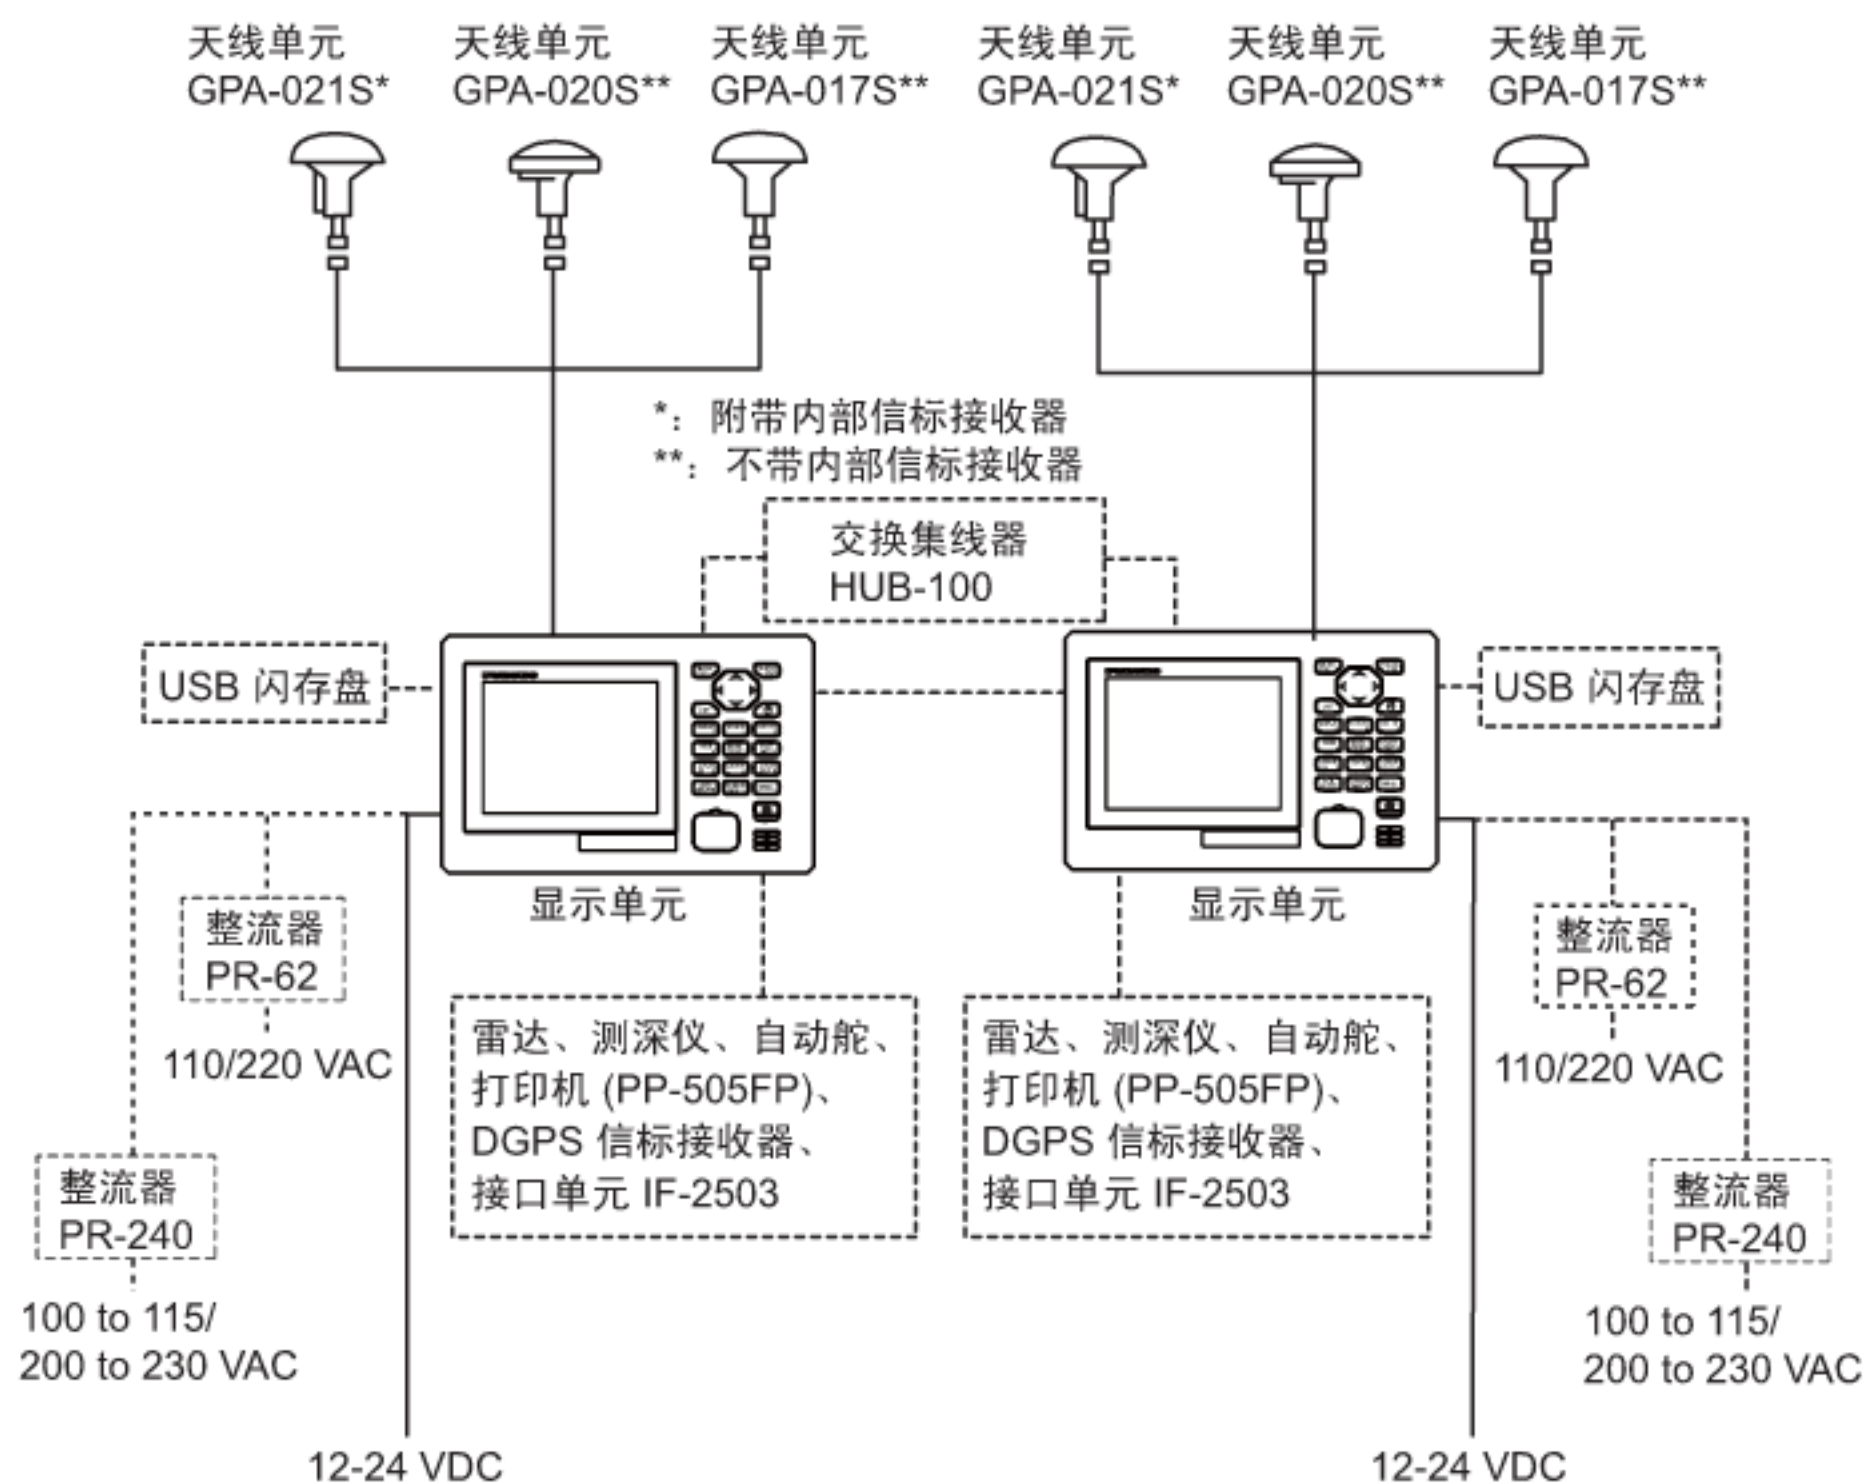 天线单元
GPA-021S*
天线单元
GPA-020S**
天线单元
GPA-017S**
天线单元
GPA-021S*
天线单元
GPA-020S**
天线单元
GPA-017S**
*：附带内部信标接收器
**：不带内部信标接收器
交换集线器
HUB-100
USB 闪存盘
USB 闪存盘
显示单元
显示单元
整流器
PR-62
110/220 VAC
整流器
PR-240
100 to 115/
200 to 230 VAC
12-24 VDC
雷达、测深仪、自动舵、
打印机 (PP-505FP)、
DGPS 信标接收器、
接口单元 IF-2503
雷达、测深仪、自动舵、
打印机 (PP-505FP)、
DGPS 信标接收器、
接口单元 IF-2503
整流器
PR-62
110/220 VAC
整流器
PR-240
100 to 115/
200 to 230 VAC
12-24 VDC